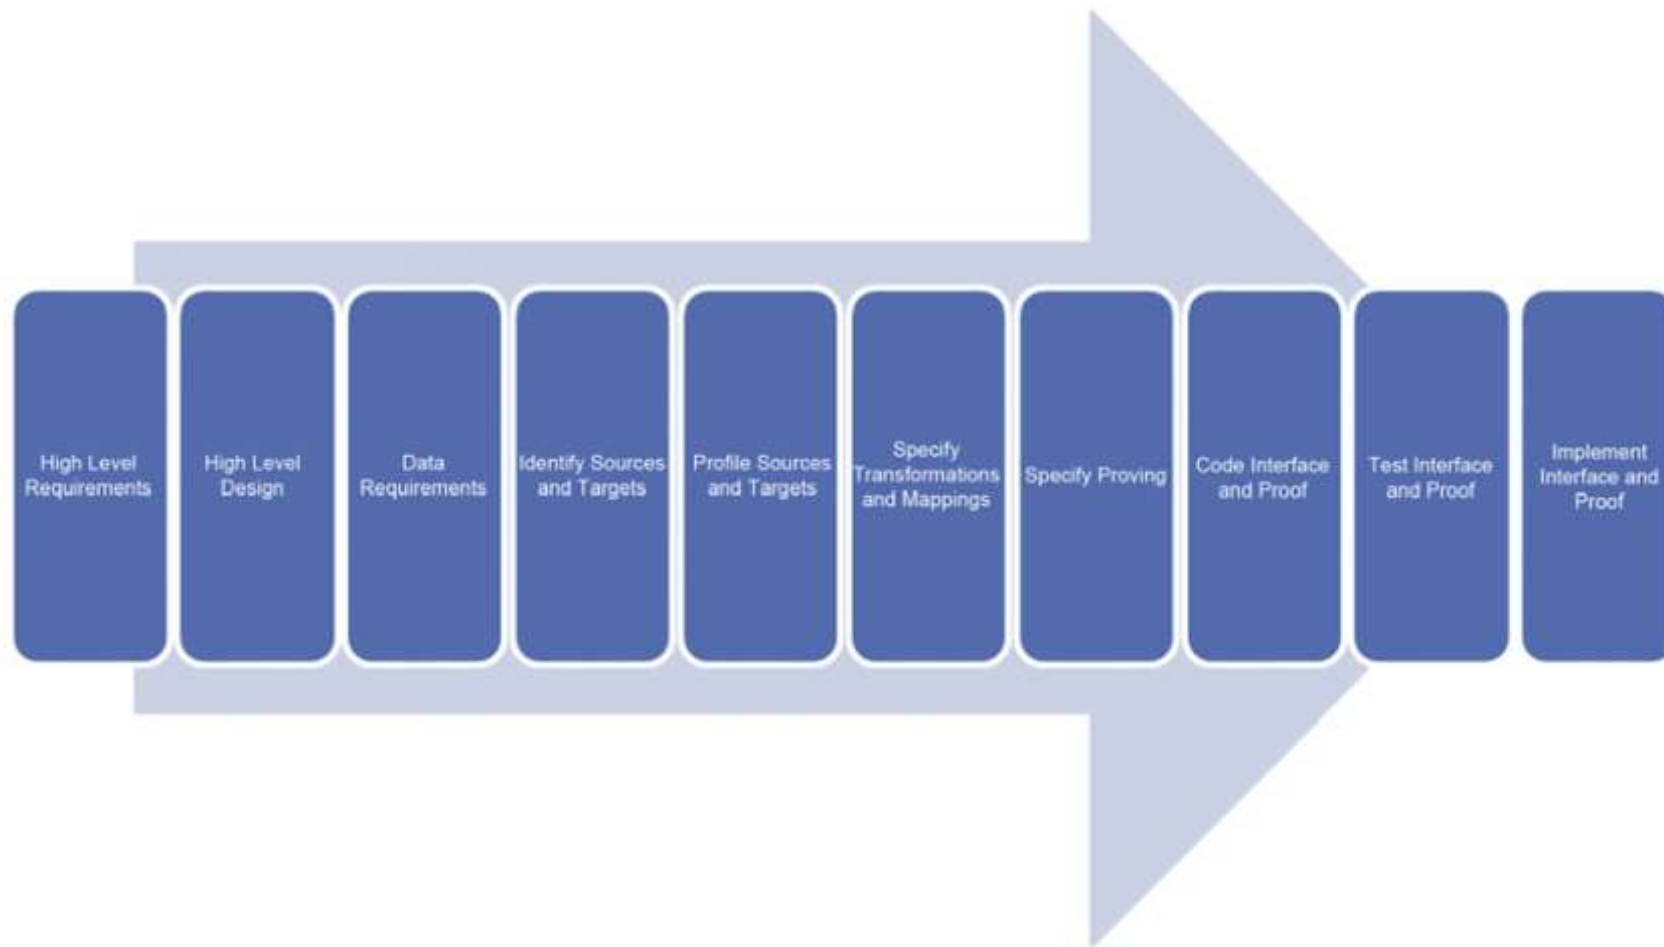 High Level
Requirements
High Level
Design
Data
Requirements
Identify Sources
and Targets
Profile Sources
and Targets
Specify
Transformations
and Mappings
Specify Proving
Code Interface
and Proof
Test Interface
and Proof
Implement
Interface and
Proof